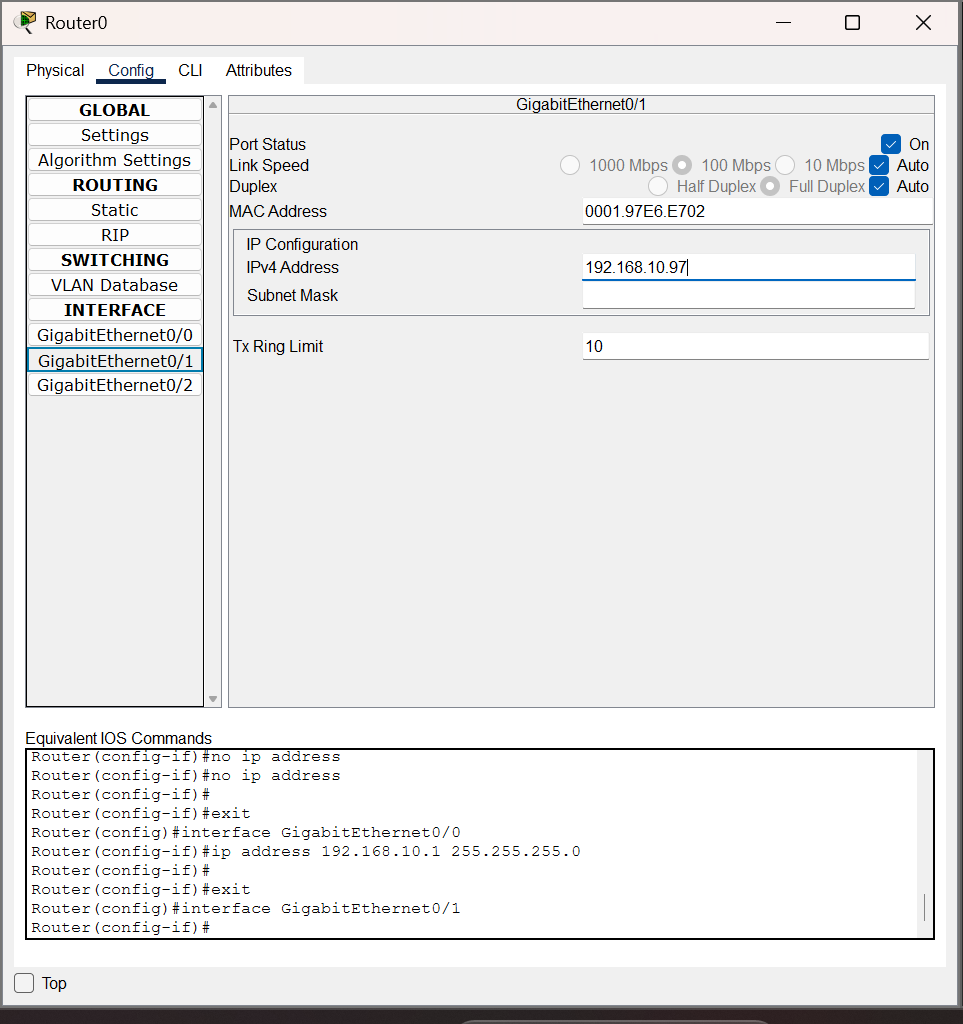 Router0
Physical Config CLI Attributes
GLOBAL
Settings
Algorithm Settings
ROUTING
Static
RIP
SWITCHING
VLAN Database
INTERFACE
GigabitEthernet0/0
GigabitEthernet0/1
GigabitEthernet0/2
GigabitEthernet0/1
Port Status On
Link Speed 1000 Mbps 100 Mbps 10 Mbps Auto
Duplex Half Duplex Full Duplex Auto
MAC Address 0001.97E6.E702
IP Configuration
IPv4 Address 192.168.10.97
Subnet Mask
Tx Ring Limit 10
Equivalent IOS Commands
Router(config-if)#no ip address
Router(config-if)#no ip address
Router(config-if)#
Router(config-if)#exit
Router(config)#interface GigabitEthernet0/0
Router(config-if)#ip address 192.168.10.1 255.255.255.0
Router(config-if)#
Router(config-if)#exit
Router(config)#interface GigabitEthernet0/1
Router(config-if)#
Top